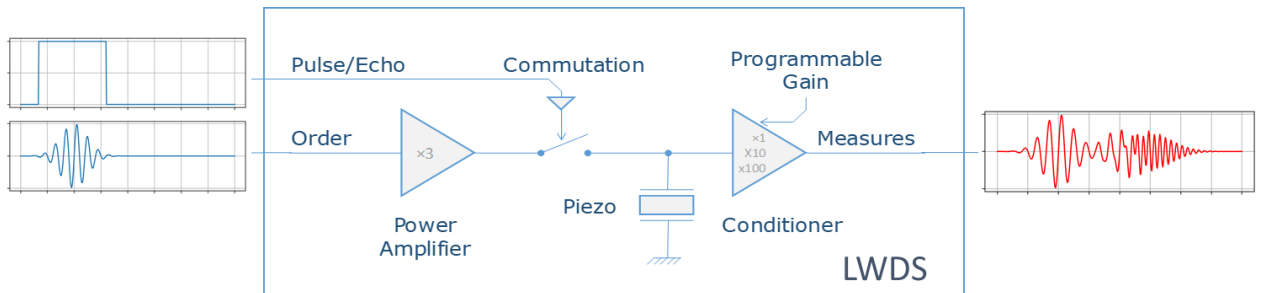 Pulse/Echo
Commutation
Programmable
Gain
Order
×3
×1
X10
x100
Measures
Power
Amplifier
Piezo
Conditioner
LWDS